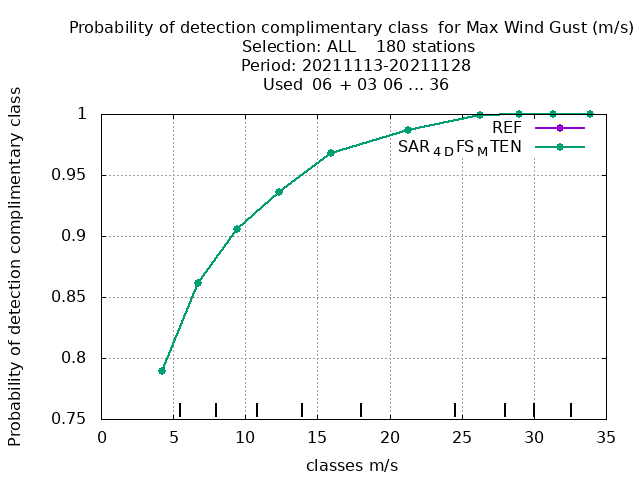 Probability of detection complimentary class  for Max Wind Gust (m/s)
Selection: ALL    180 stations
Period: 20211113-20211128
Used  06 + 03 06 ... 36
Probability of detection complimentary class
1
0.95
0.9
0.85
0.8
0.75
REF
SAR4DFSMTEN
0 5 10 15 20 25 30 35
classes m/s